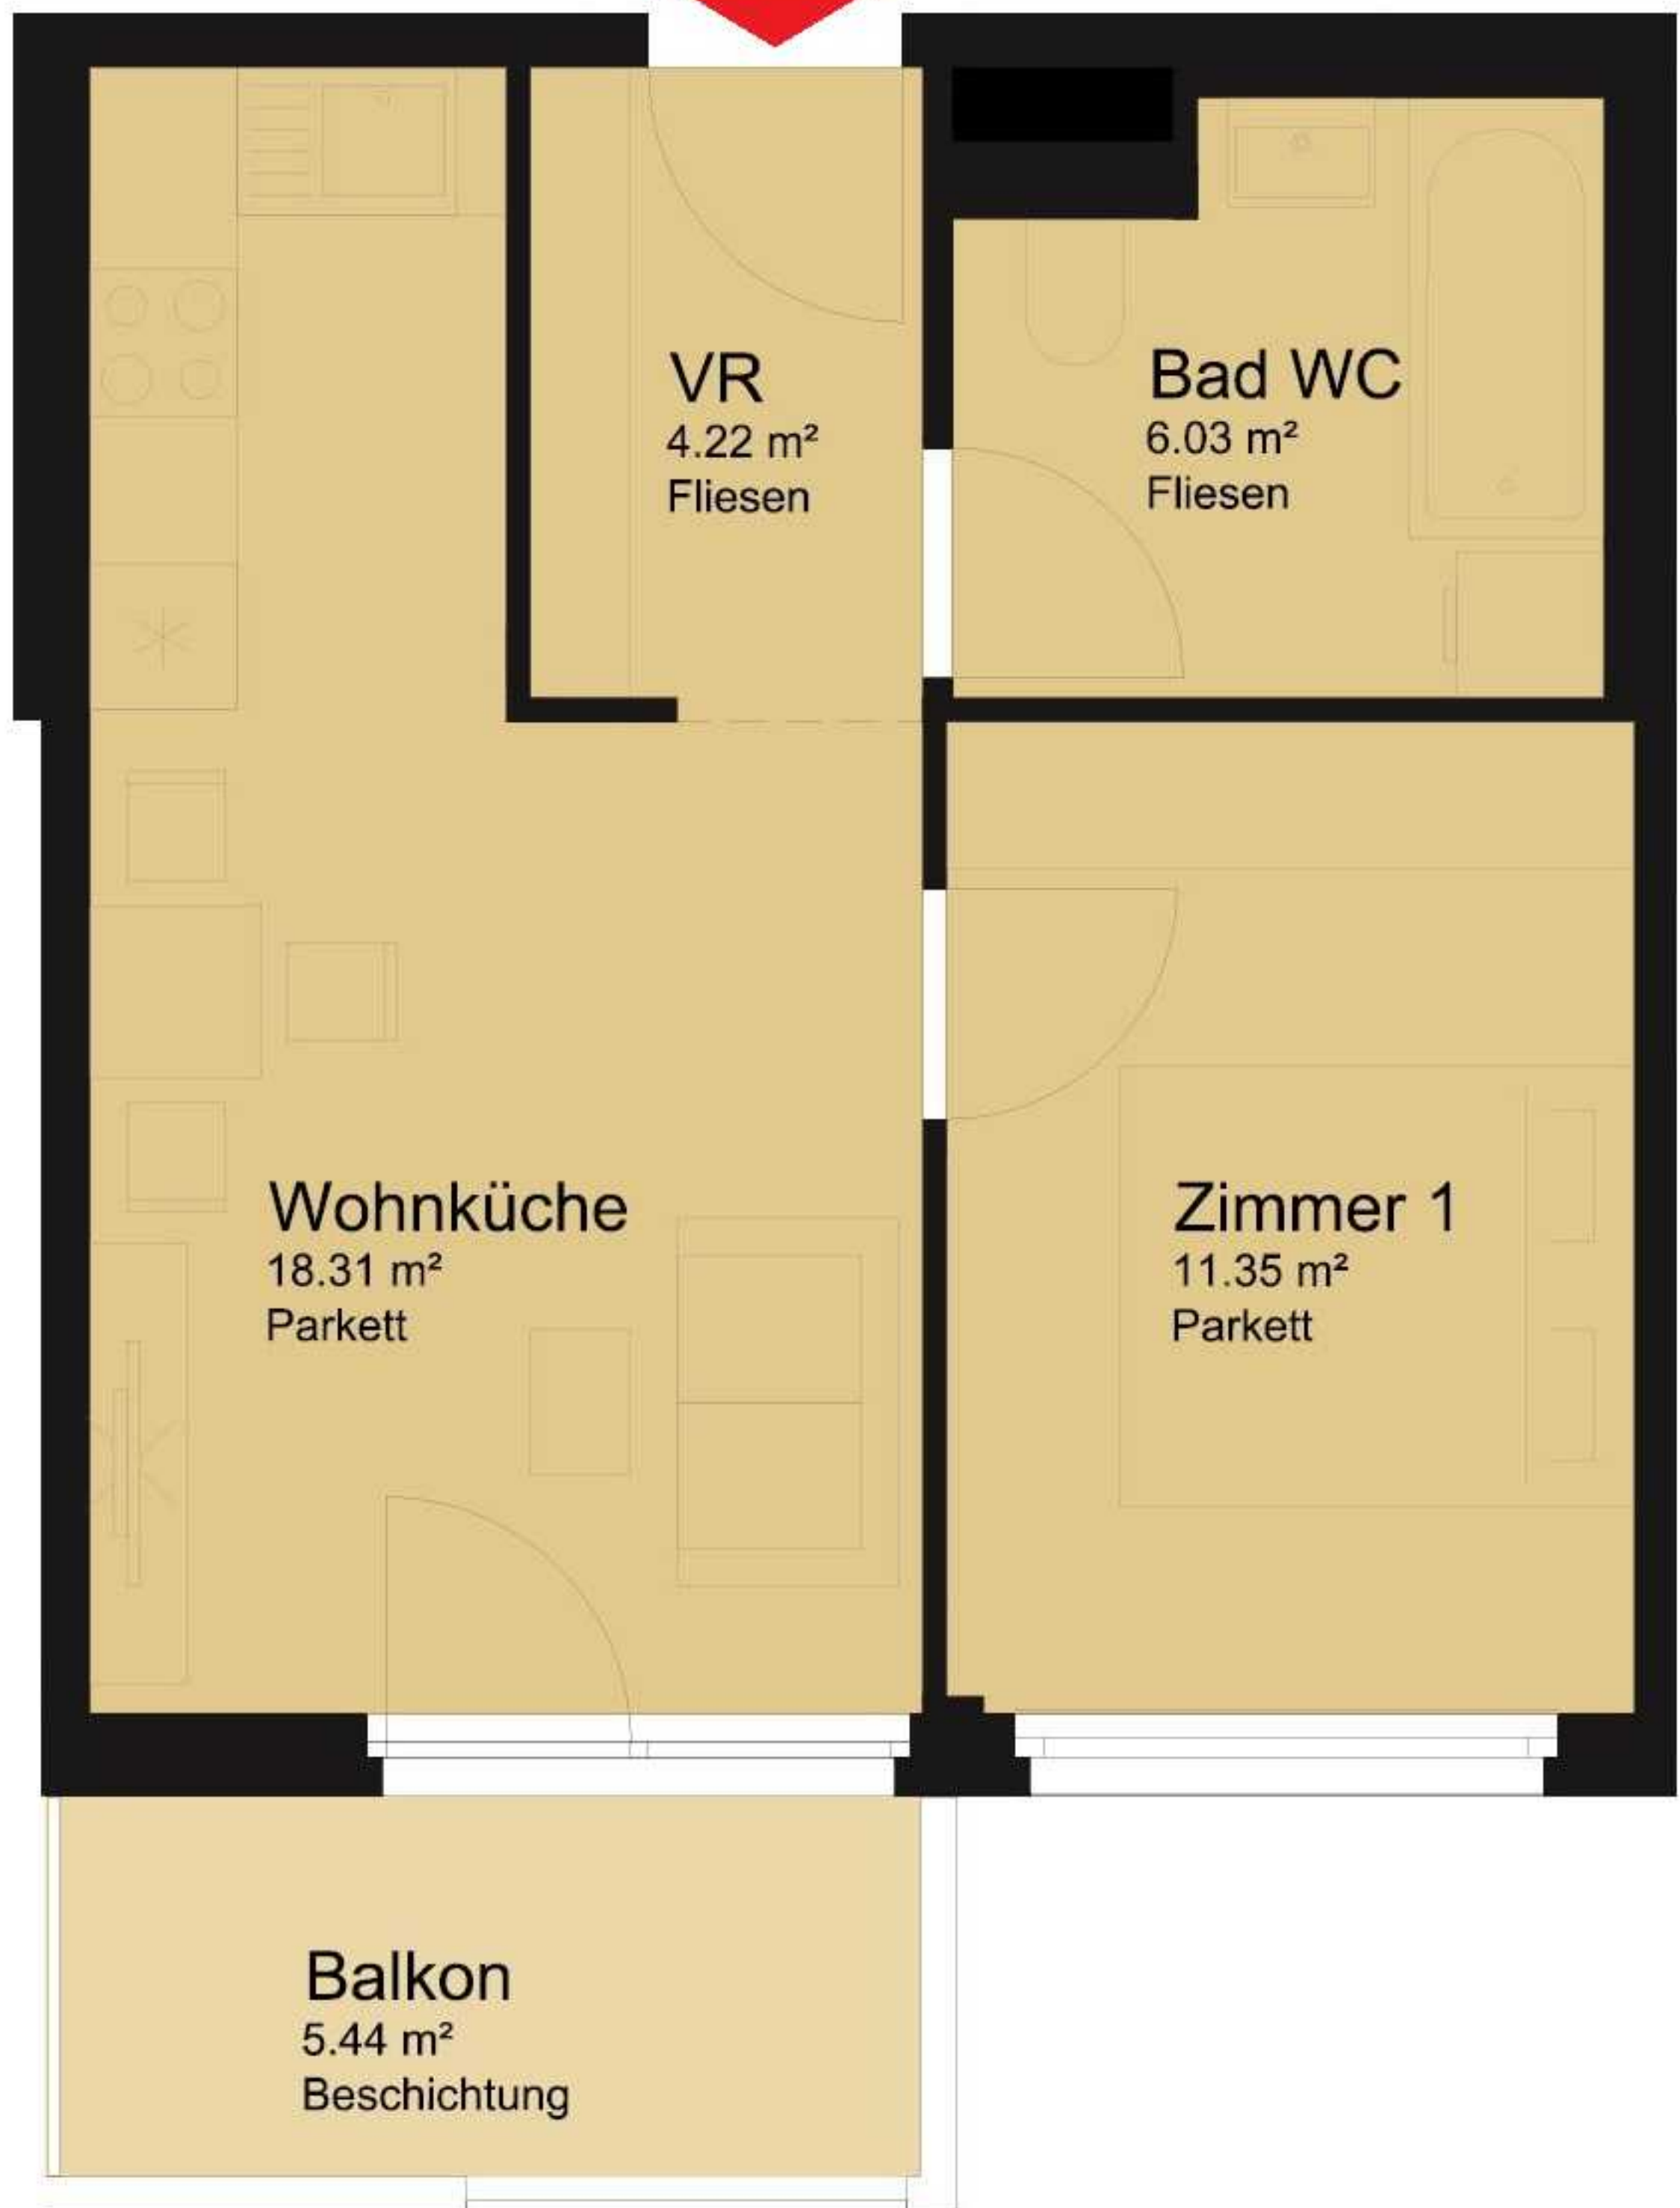 VR
4.22 m²
Fliesen
Bad WC
6.03 m²
Fliesen
Wohnküche
18.31 m²
Parkett
Zimmer 1
11.35 m²
Parkett
Balkon
5.44 m²
Beschichtung